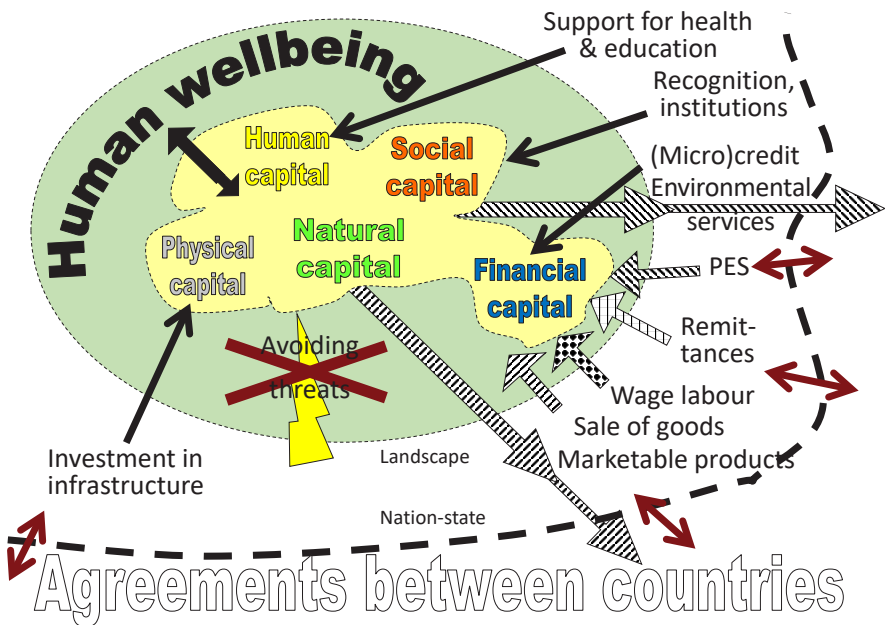 Support for health
& education
Human wellbeing
Recognition,
institutions
Human
capital
Social
capital
(Micro)credit
Environmental
services
Physical
capital
Natural
capital
Financial
capital
PES
Remit-
tances
Avoiding
threats
Wage labour
Sale of goods
Marketable products
Investment in
infrastructure
Landscape
Nation-state
Agreements between countries